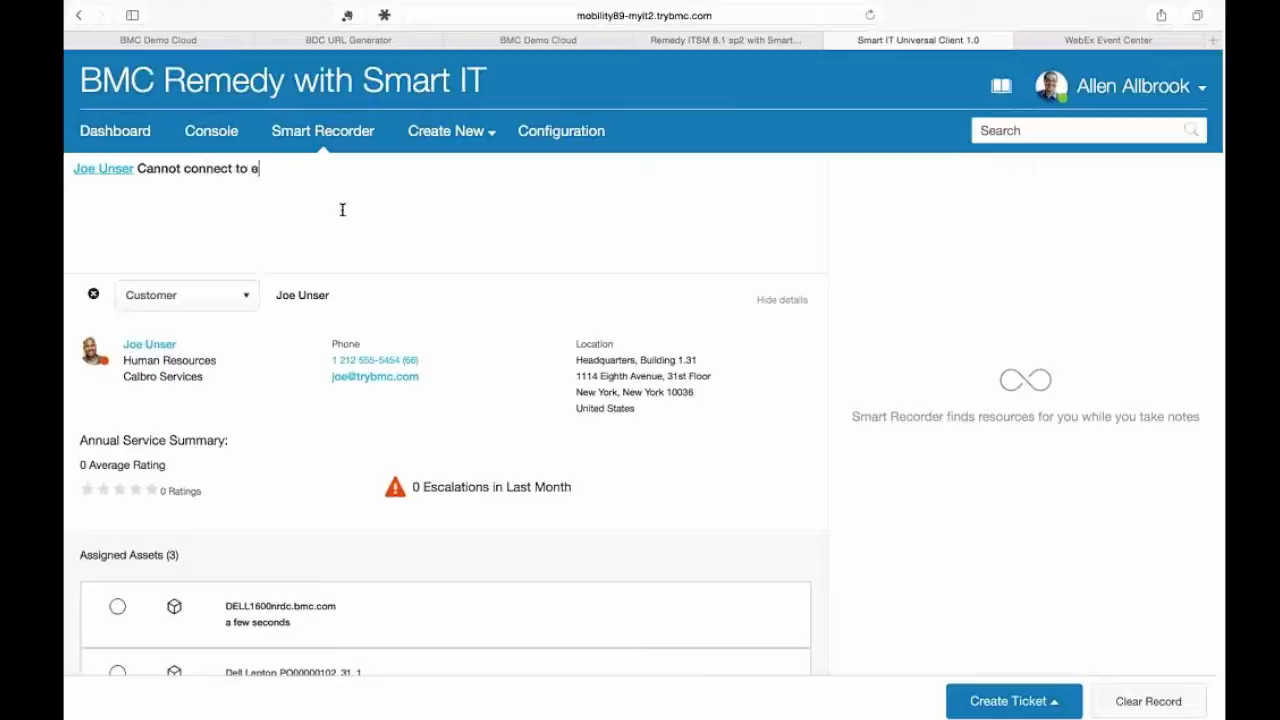 mobility89-myit2.trybmc.com
BMC Demo Cloud
BDC URL Generator
BMC Demo Cloud
Remedy ITSM 8.1 sp2 with Smart...
Smart IT Universal Client 1.0
WebEx Event Center
BMC Remedy with Smart IT
Allen Allbrook
Dashboard
Console
Smart Recorder
Create New
Configuration
Search
Joe Unser Cannot connect to e
Customer
Joe Unser
Hide details
Joe Unser
Human Resources
Calbro Services
Phone
1 212 555-5454 (66)
joe@trybmc.com
Location
Headquarters, Building 1.31
1114 Eighth Avenue, 31st Floor
New York, New York 10036
United States
Smart Recorder finds resources for you while you take notes
Annual Service Summary:
0 Average Rating
0 Ratings
0 Escalations in Last Month
Assigned Assets (3)
DELL1600nrdc.bmc.com
a few seconds
Dell Laptop PO00000102_31_1
Create Ticket
Clear Record